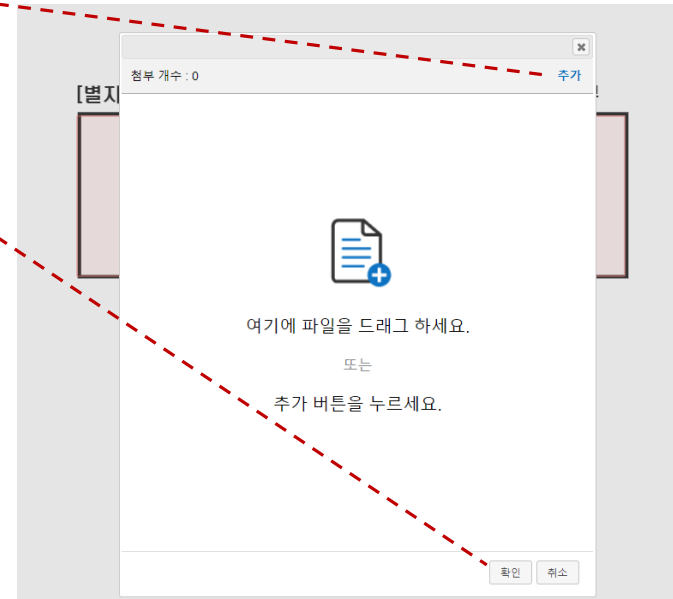 첨부 개수 : 0
추가
[별지
여기에 파일을 드래그 하세요.
또는
추가 버튼을 누르세요.
확인
취소